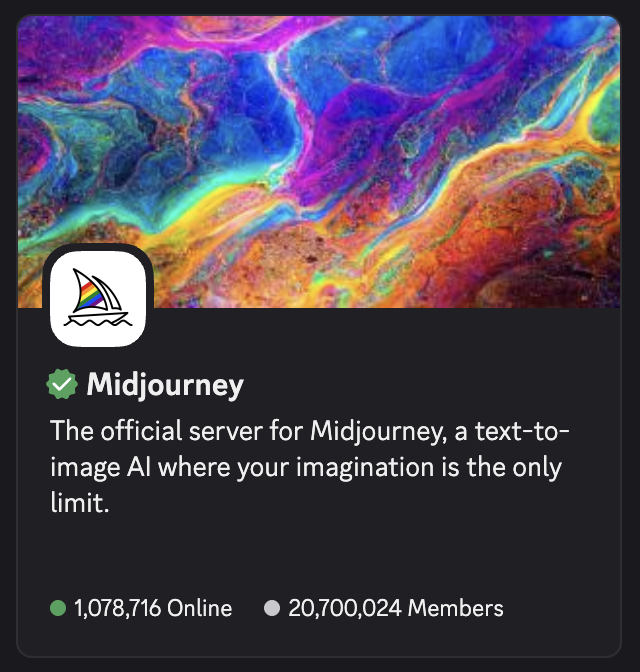 Midjourney
The official server for Midjourney, a text-to-
image AI where your imagination is the only
limit.
1,078,716 Online
20,700,024 Members